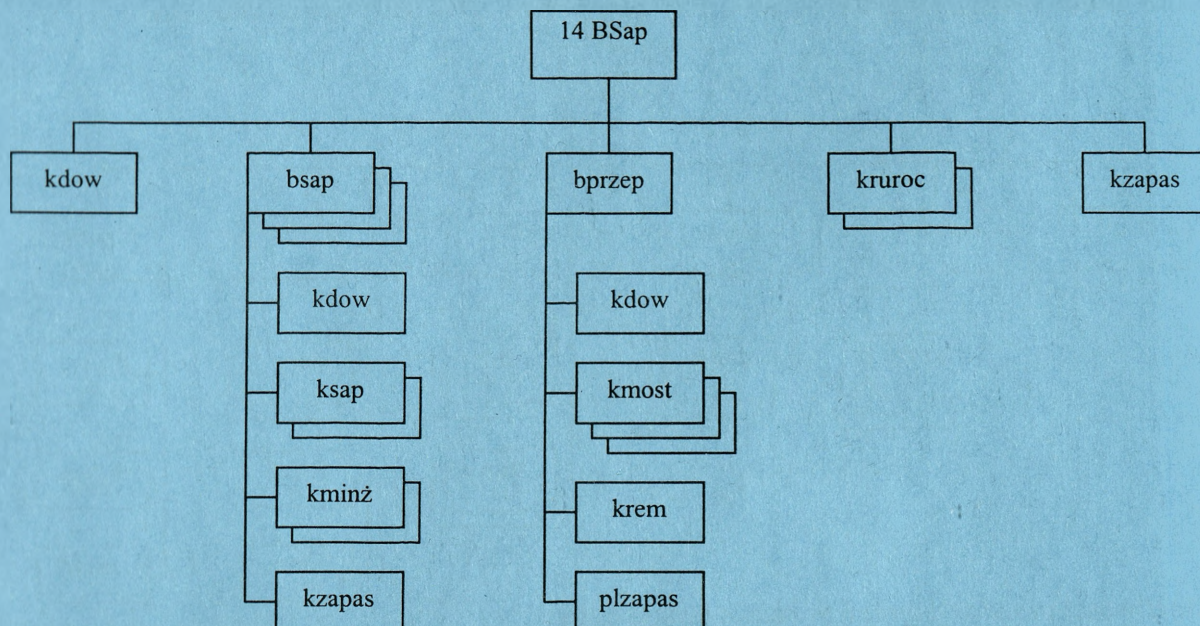 14 BSap
kdow
bsap
bprzep
kruroc
kzapas
kdow
kdow
ksap
kmost
kminż
krem
kzapas
plzapas